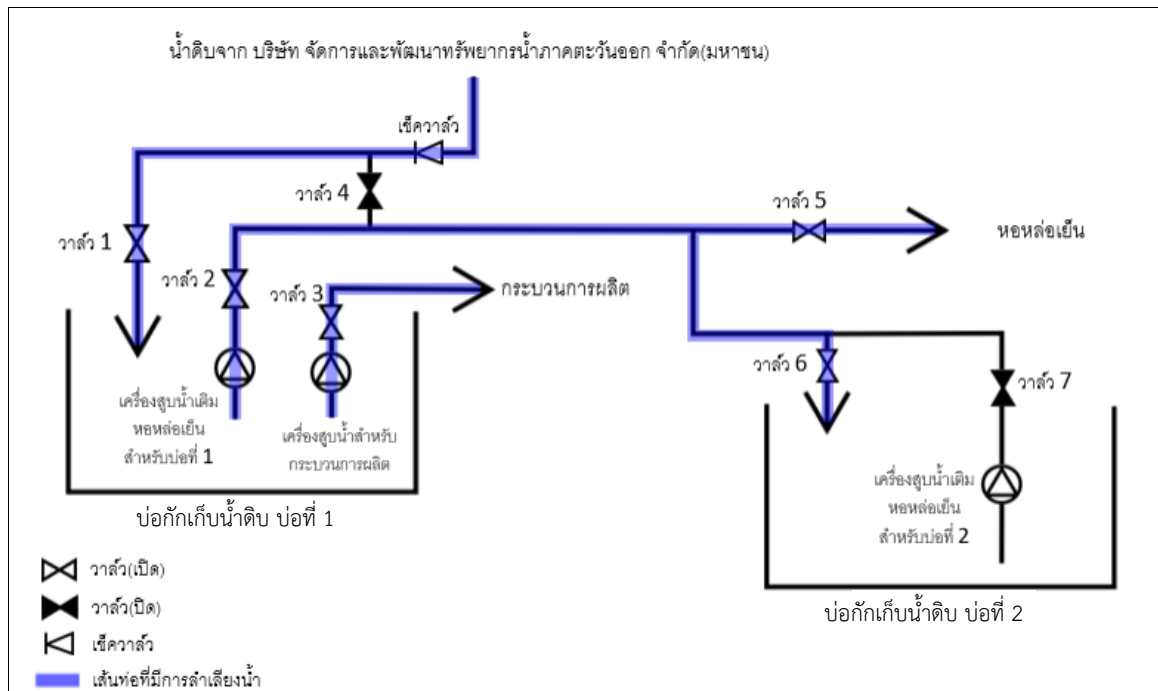 น้ำดิบจาก บริษัท จัดการและพัฒนาทรัพยากรน้ำภาคตะวันออก จำกัด(มหาชน)
เช็ควาล์ว
วาล์ว 4
วาล์ว 5
วาล์ว 1
หอหล่อเย็น
วาล์ว 2
วาล์ว 3
กระบวนการผลิต
วาล์ว 6
วาล์ว 7
เครื่องสูบน้ำเติม
หอหล่อเย็น
สำหรับบ่อที่ 1
เครื่องสูบน้ำสำหรับ
กระบวนการผลิต
บ่อกักเก็บน้ำดิบ บ่อที่ 1
เครื่องสูบน้ำเติม
หอหล่อเย็น
สำหรับบ่อที่ 2
บ่อกักเก็บน้ำดิบ บ่อที่ 2
วาล์ว(เปิด)
วาล์ว(ปิด)
เช็ควาล์ว
เส้นท่อที่มีการลำเลียงน้ำ